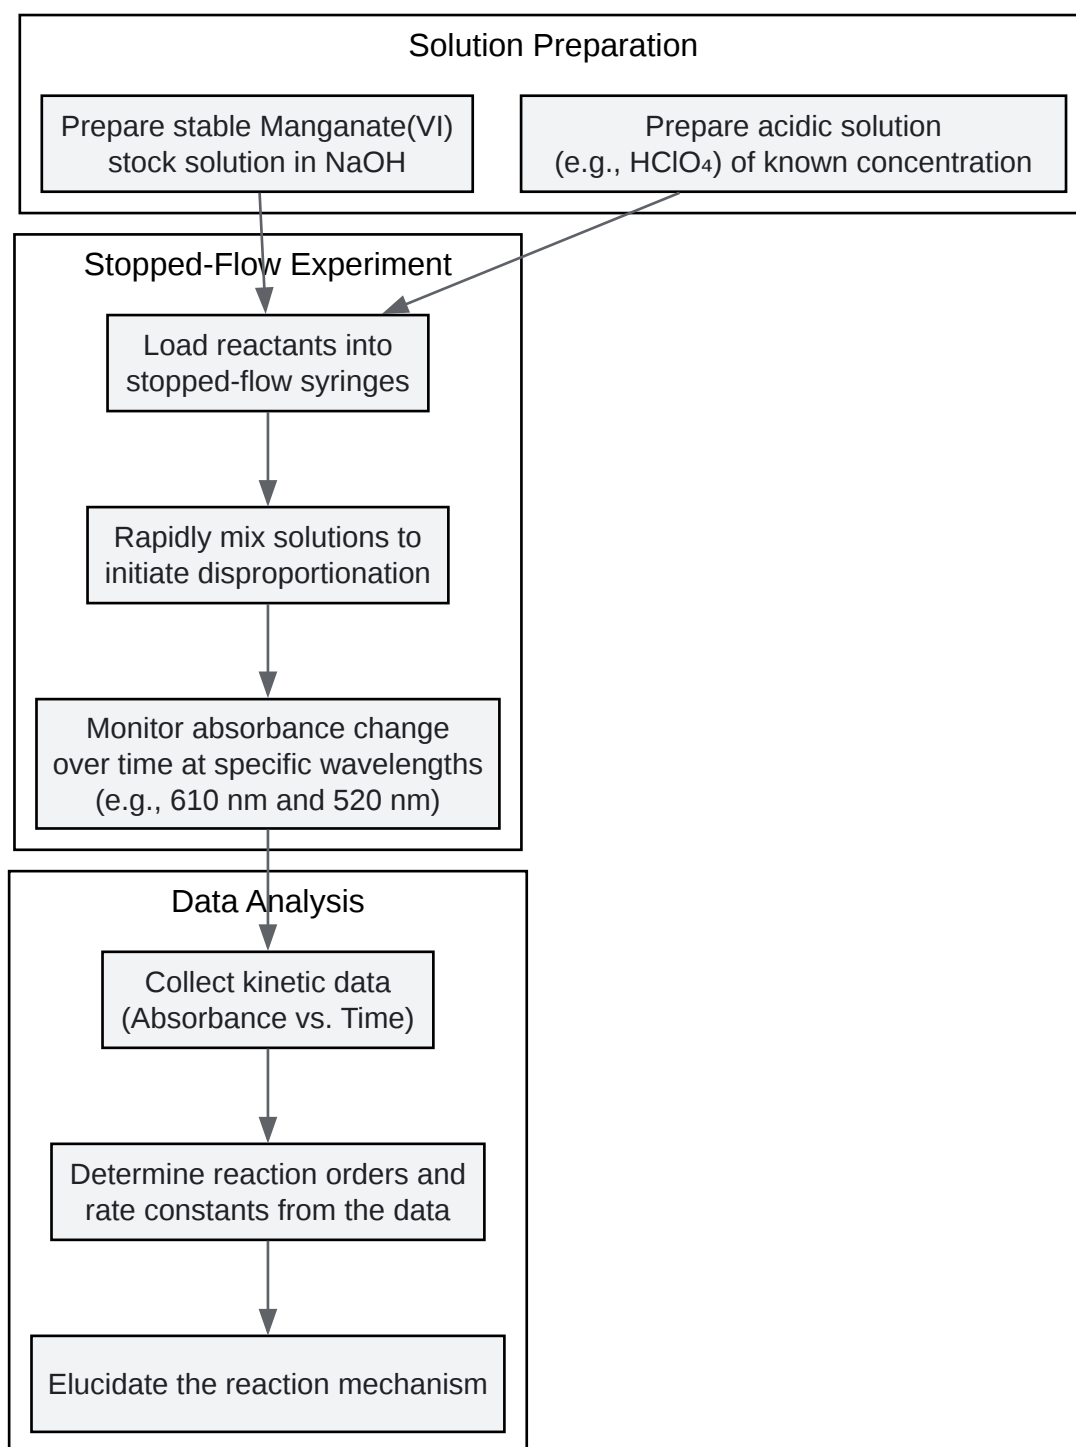 Solution Preparation
Prepare stable Manganate(VI)
stock solution in NaOH
Prepare acidic solution
(e.g., HClO₄) of known concentration
Stopped-Flow Experiment
Load reactants into
stopped-flow syringes
Rapidly mix solutions to
initiate disproportionation
Monitor absorbance change
over time at specific wavelengths
(e.g., 610 nm and 520 nm)
Data Analysis
Collect kinetic data
(Absorbance vs. Time)
Determine reaction orders and
rate constants from the data
Elucidate the reaction mechanism